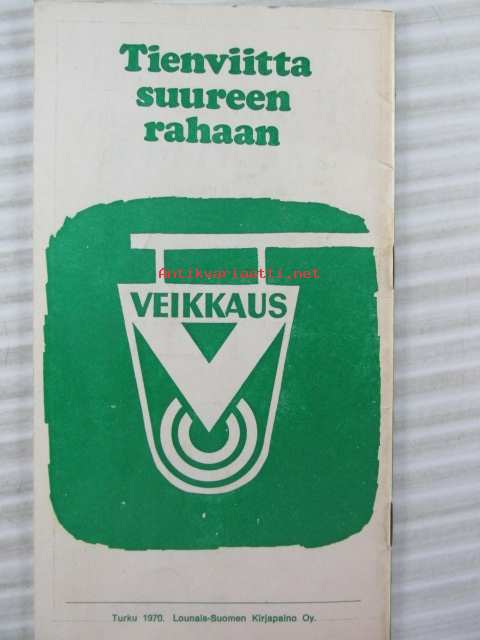 Tienviitta
suureen
rahaan
Antikvariaatti.net
VEIKKAUS
Turku 1970. Lounais-Suomen Kirjapaino Oy.